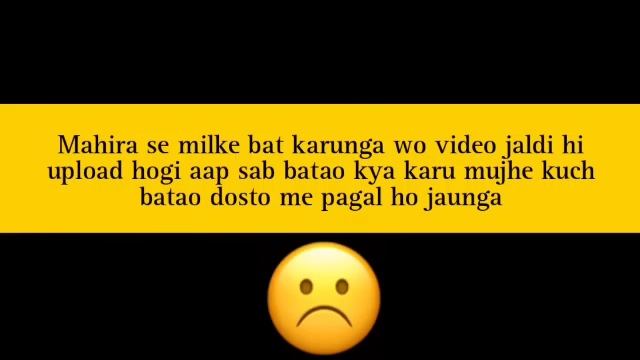 Mahira se milke bat karunga wo video jaldi hi
upload hogi aap sab batao kya karu mujhe kuch
batao dosto me pagal ho jaunga